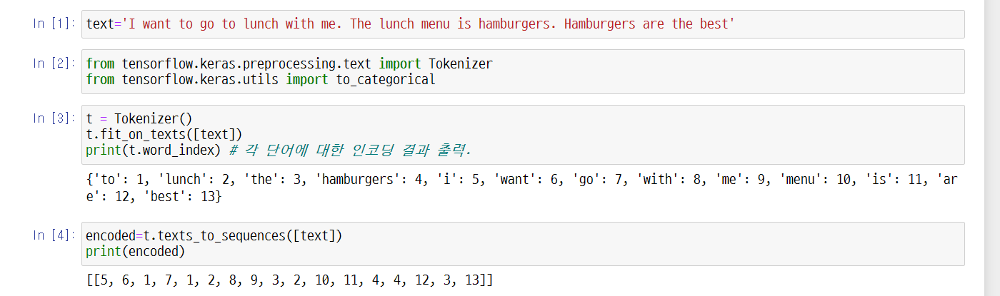 In [1]: text='I want to go to lunch with me. The lunch menu is hamburgers. Hamburgers are the best'
In [2]: from tensorflow.keras.preprocessing.text import Tokenizer
from tensorflow.keras.utils import to_categorical
In [3]: t = Tokenizer()
t.fit_on_texts([text])
print(t.word_index) # 각 단어에 대한 인코딩 결과 출력.
{'to': 1, 'lunch': 2, 'the': 3, 'hamburgers': 4, 'i': 5, 'want': 6, 'go': 7, 'with': 8, 'me': 9, 'menu': 10, 'is': 11, 'ar
e': 12, 'best': 13}
In [4]: encoded=t.texts_to_sequences([text])
print(encoded)
[[5, 6, 1, 7, 1, 2, 8, 9, 3, 2, 10, 11, 4, 4, 12, 3, 13]]